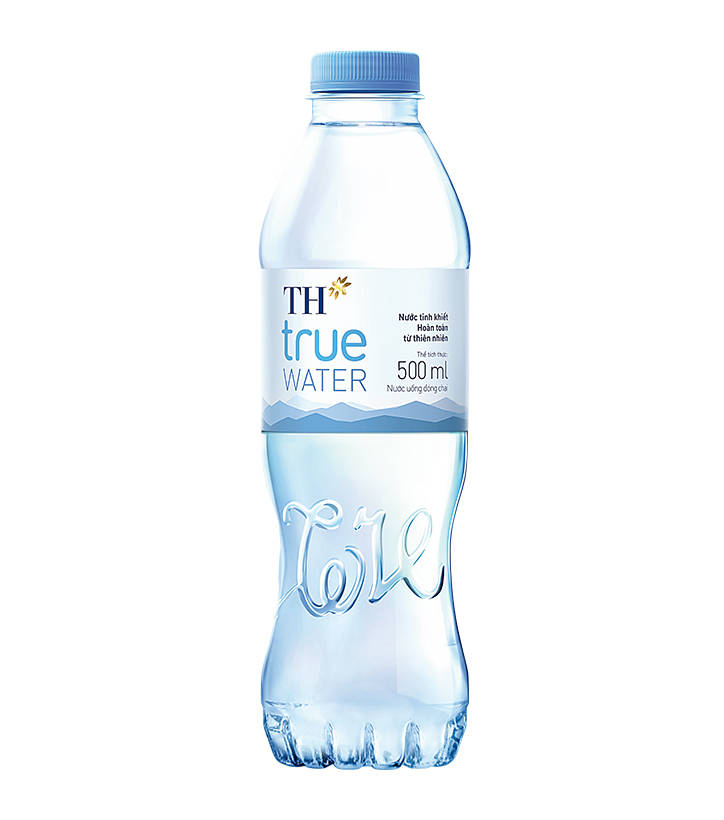 TH
true
WATER
Nước tinh khiết
Hoàn toàn
từ thiên nhiên
Thể tích thực:
500 ml
Nước uống đóng chai
true